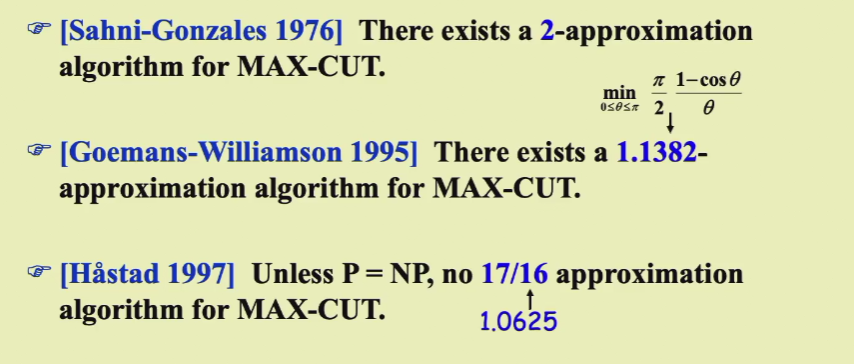 ☞ [Sahni-Gonzales 1976] There exists a 2-approximation
algorithm for MAX-CUT.
min 0≤θ≤π π/2 (1−cos θ)/θ
↓
☞ [Goemans-Williamson 1995] There exists a 1.1382-
approximation algorithm for MAX-CUT.
☞ [Håstad 1997] Unless P = NP, no 17/16 approximation
algorithm for MAX-CUT.
↑
1.0625